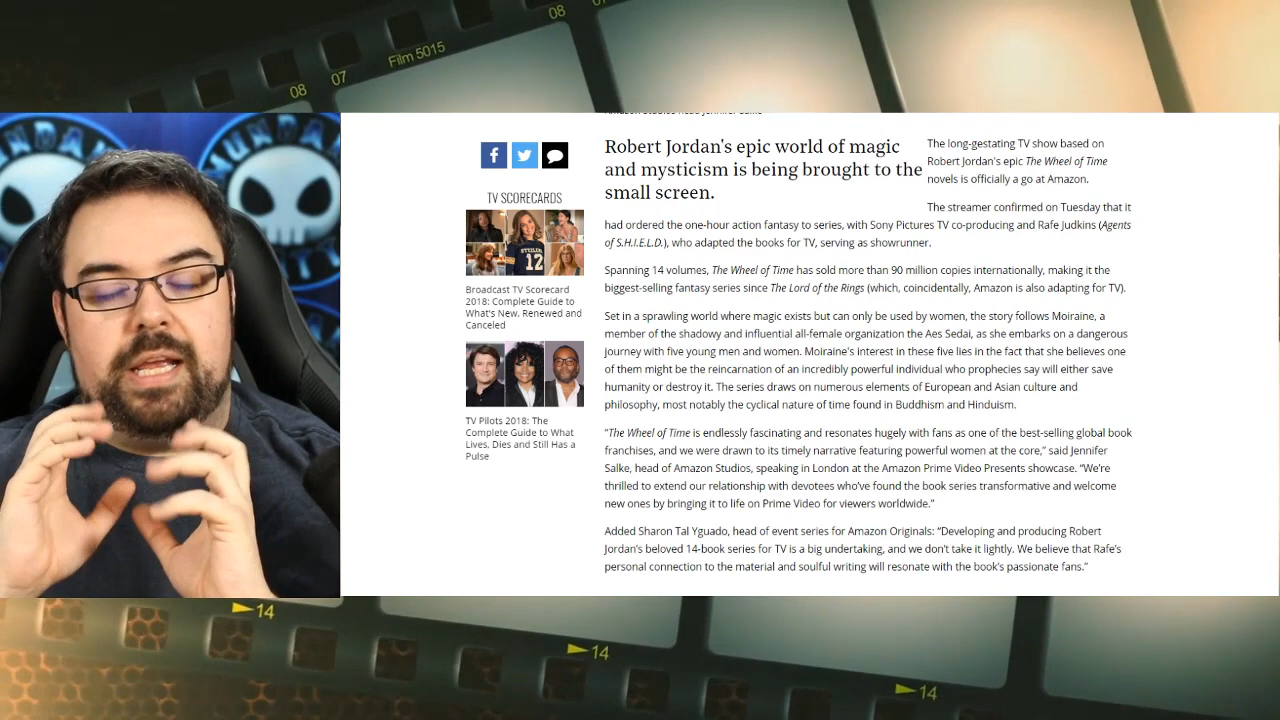 08
07
Film 5015
08
07
MUNDAN
MUNDAN
Robert Jordan's epic world of magic
and mysticism is being brought to the
small screen.
The long-gestating TV show based on
Robert Jordan's epic The Wheel of Time
novels is officially a go at Amazon.
The streamer confirmed on Tuesday that it
had ordered the one-hour action fantasy to series, with Sony Pictures TV co-producing and Rafe Judkins (Agents
of S.H.I.E.L.D.), who adapted the books for TV, serving as showrunner.
Spanning 14 volumes, The Wheel of Time has sold more than 90 million copies internationally, making it the
biggest-selling fantasy series since The Lord of the Rings (which, coincidentally, Amazon is also adapting for TV).
Set in a sprawling world where magic exists but can only be used by women, the story follows Moiraine, a
member of the shadowy and influential all-female organization the Aes Sedai, as she embarks on a dangerous
journey with five young men and women. Moiraine's interest in these five lies in the fact that she believes one
of them might be the reincarnation of an incredibly powerful individual who prophecies say will either save
humanity or destroy it. The series draws on numerous elements of European and Asian culture and
philosophy, most notably the cyclical nature of time found in Buddhism and Hinduism.
"The Wheel of Time is endlessly fascinating and resonates hugely with fans as one of the best-selling global book
franchises, and we were drawn to its timely narrative featuring powerful women at the core," said Jennifer
Salke, head of Amazon Studios, speaking in London at the Amazon Prime Video Presents showcase. "We're
thrilled to extend our relationship with devotees who've found the book series transformative and welcome
new ones by bringing it to life on Prime Video for viewers worldwide."
Added Sharon Tal Yguado, head of event series for Amazon Originals: "Developing and producing Robert
Jordan's beloved 14-book series for TV is a big undertaking, and we don't take it lightly. We believe that Rafe's
personal connection to the material and soulful writing will resonate with the book's passionate fans."
TV SCORECARDS
STEELERS
12
Broadcast TV Scorecard
2018: Complete Guide to
What's New, Renewed and
Canceled
TV Pilots 2018: The
Complete Guide to What
Lives, Dies and Still Has a
Pulse
14
14
14